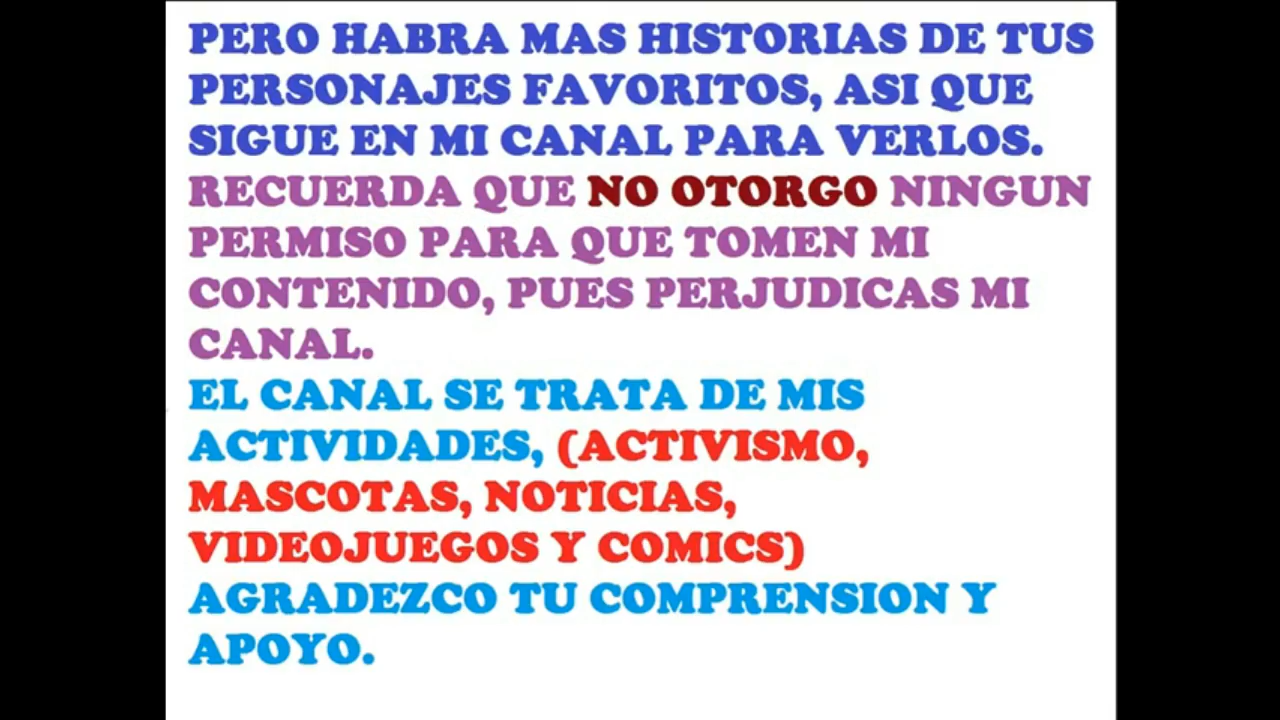 PERO HABRA MAS HISTORIAS DE TUS
PERSONAJES FAVORITOS, ASI QUE
SIGUE EN MI CANAL PARA VERLOS.
RECUERDA QUE NO OTORGO NINGUN
PERMISO PARA QUE TOMEN MI
CONTENIDO, PUES PERJUDICAS MI
CANAL.
EL CANAL SE TRATA DE MIS
ACTIVIDADES, (ACTIVISMO,
MASCOTAS, NOTICIAS,
VIDEOJUEGOS Y COMICS)
AGRADEZCO TU COMPRENSION Y
APOYO.